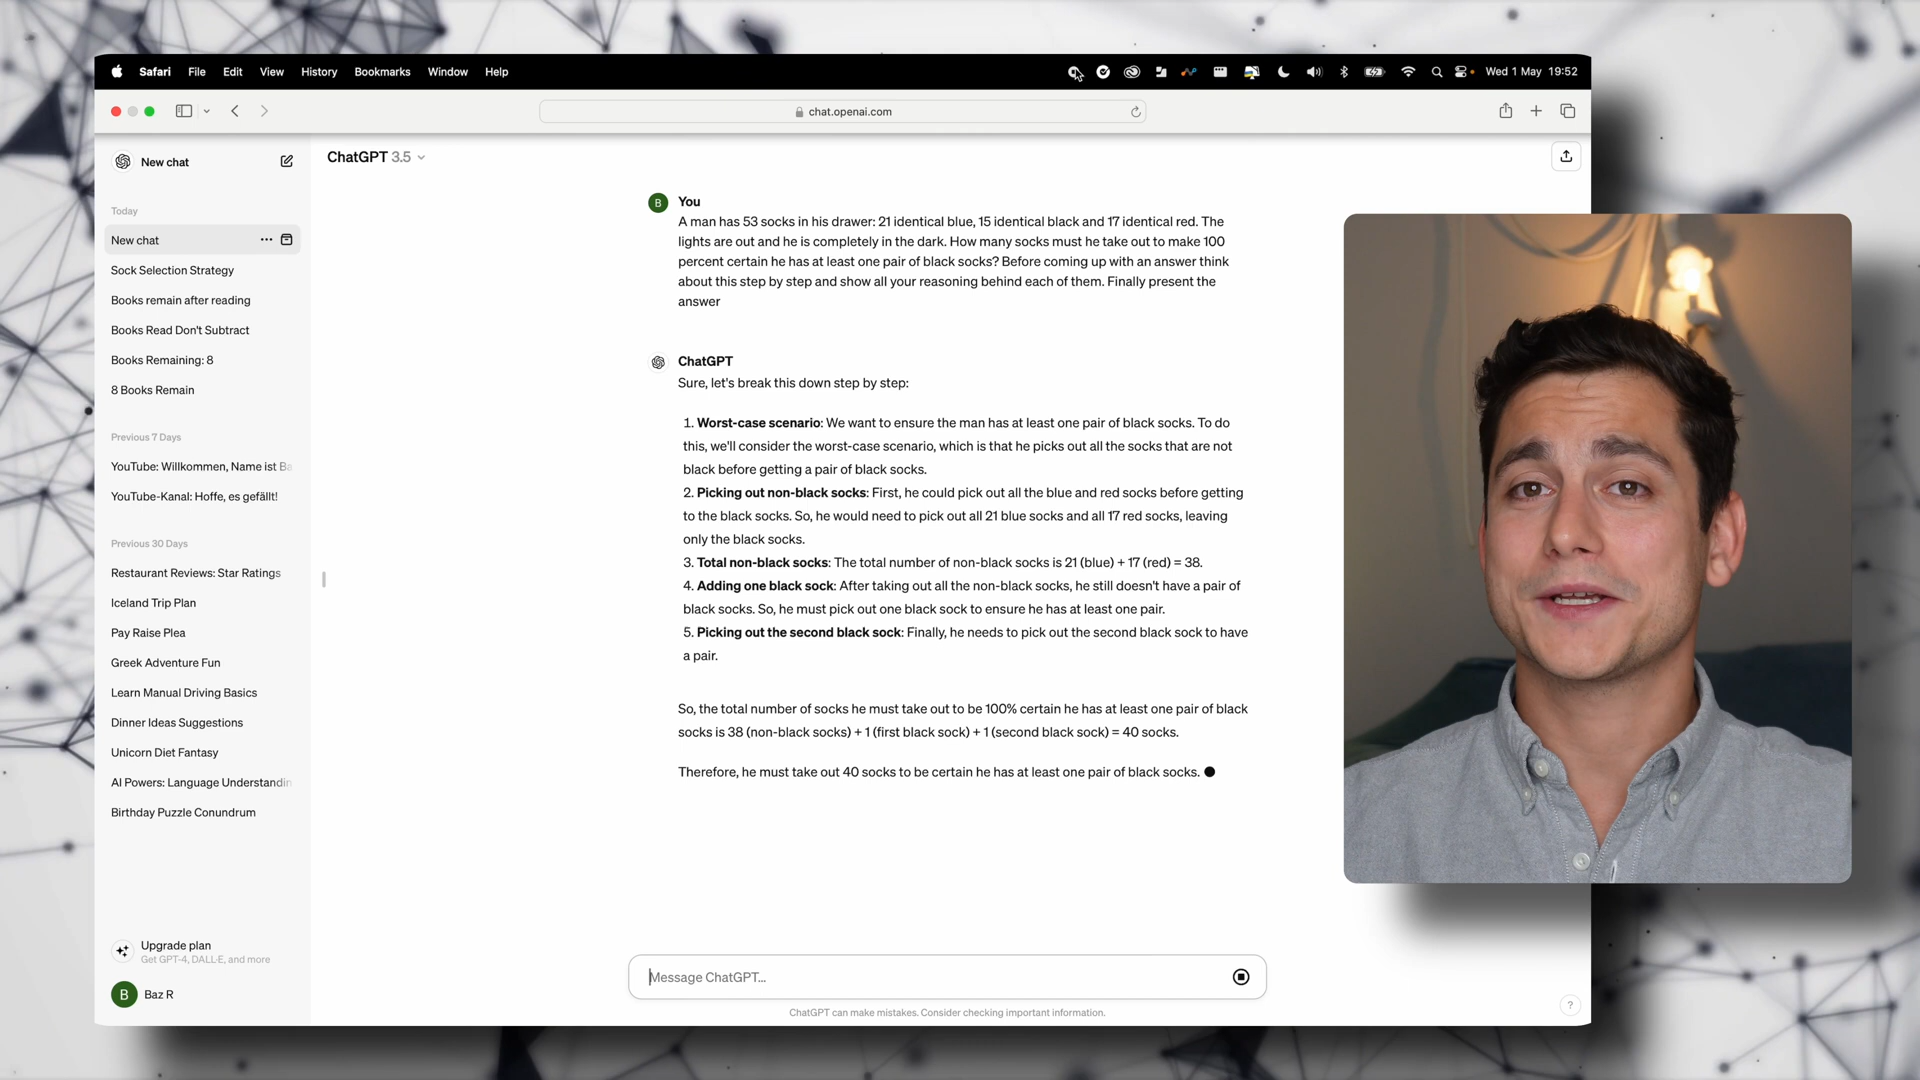 Safari File Edit View History Bookmarks Window Help
Wed 1 May 19:52
chat.openai.com
New chat
ChatGPT 3.5
Today
New chat
Sock Selection Strategy
Books remain after reading
Books Read Don't Subtract
Books Remaining: 8
8 Books Remain
Previous 7 Days
YouTube: Willkommen, Name ist Ba
YouTube-Kanal: Hoffe, es gefällt!
Previous 30 Days
Restaurant Reviews: Star Ratings
Iceland Trip Plan
Pay Raise Plea
Greek Adventure Fun
Learn Manual Driving Basics
Dinner Ideas Suggestions
Unicorn Diet Fantasy
AI Powers: Language Understandin
Birthday Puzzle Conundrum
Upgrade plan
Get GPT-4, DALL·E, and more
B
Baz R
B
You
A man has 53 socks in his drawer: 21 identical blue, 15 identical black and 17 identical red. The
lights are out and he is completely in the dark. How many socks must he take out to make 100
percent certain he has at least one pair of black socks? Before coming up with an answer think
about this step by step and show all your reasoning behind each of them. Finally present the
answer
ChatGPT
Sure, let's break this down step by step:
1. Worst-case scenario: We want to ensure the man has at least one pair of black socks. To do
this, we'll consider the worst-case scenario, which is that he picks out all the socks that are not
black before getting a pair of black socks.
2. Picking out non-black socks: First, he could pick out all the blue and red socks before getting
to the black socks. So, he would need to pick out all 21 blue socks and all 17 red socks, leaving
only the black socks.
3. Total non-black socks: The total number of non-black socks is 21 (blue) + 17 (red) = 38.
4. Adding one black sock: After taking out all the non-black socks, he still doesn't have a pair of
black socks. So, he must pick out one black sock to ensure he has at least one pair.
5. Picking out the second black sock: Finally, he needs to pick out the second black sock to have
a pair.
So, the total number of socks he must take out to be 100% certain he has at least one pair of black
socks is 38 (non-black socks) + 1 (first black sock) + 1 (second black sock) = 40 socks.
Therefore, he must take out 40 socks to be certain he has at least one pair of black socks.
Message ChatGPT...
ChatGPT can make mistakes. Consider checking important information.
?